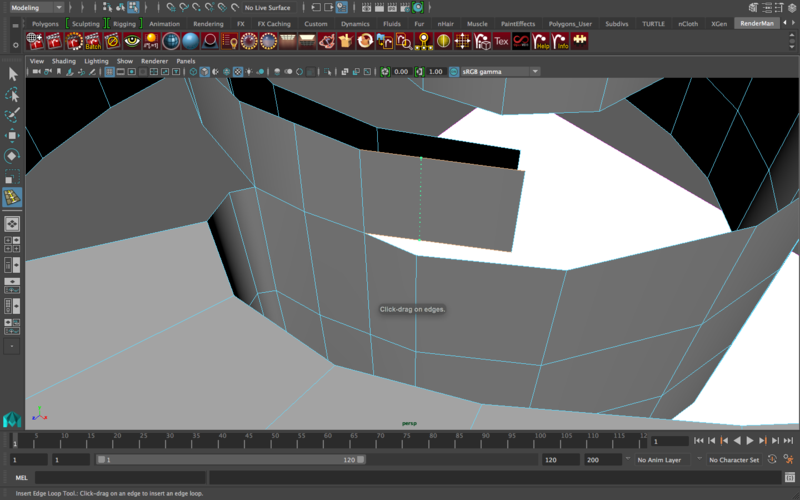 Modeling
No Live Surface
Polygons Sculpting Rigging Animation Rendering FX FX Caching Custom Dynamics Fluids Fur nHair Muscle PaintEffects Polygons_User Subdivs TURTLE nCloth XGen RenderMan
Batch Tex Help Info
View Shading Lighting Show Renderer Panels
0.00 1.00 sRGB gamma
Click-drag on edges.
persp
1 5 10 15 20 25 30 35 40 45 50 55 60 65 70 75 80 85 90 95 100 105 110 115 12 1
1 1 1 120 120 200 No Anim Layer No Character Set
MEL
Insert Edge Loop Tool.: Click-drag on an edge to insert an edge loop.